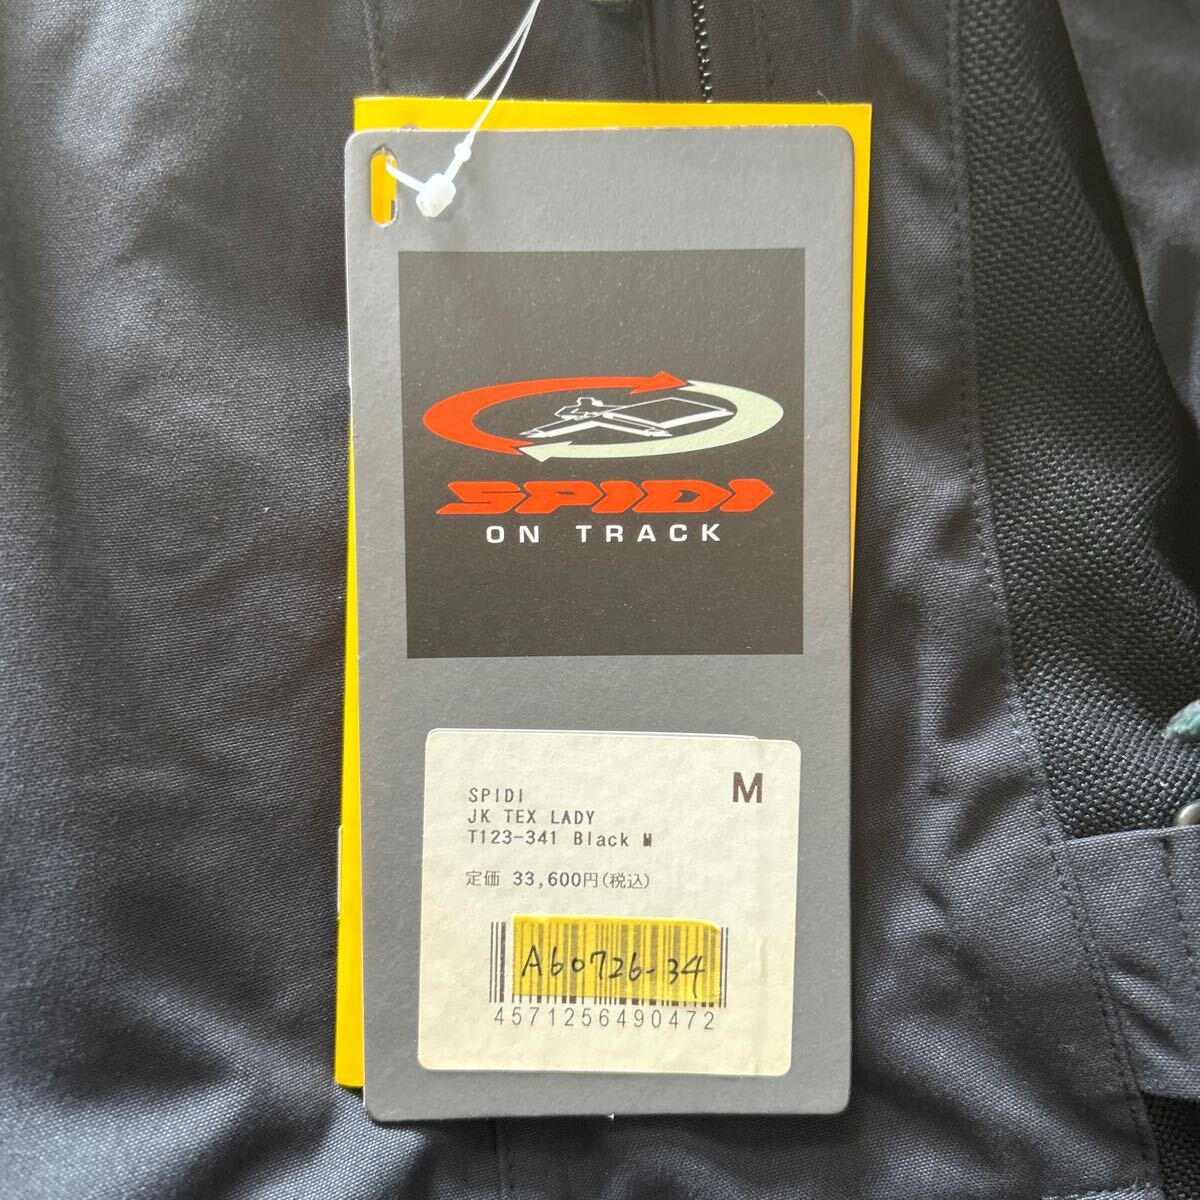 SPIDI
ON TRACK
M
SPIDI
JK TEX LADY
T123-341 Black M
定価 33,600円(税込)
A60726-34
4571256490472